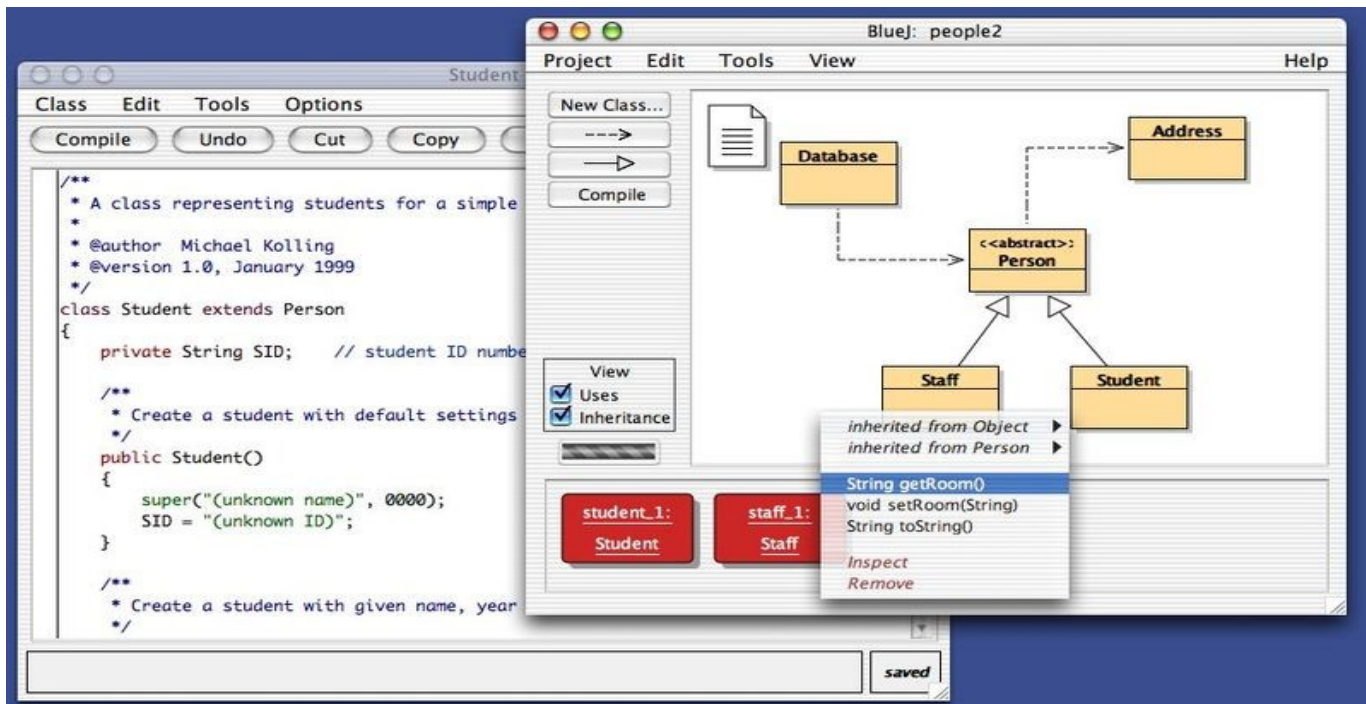 Student
Class Edit Tools Options
Compile Undo Cut Copy
/**
* A class representing students for a simple
*
* @author Michael Kolling
* @version 1.0, January 1999
*/
class Student extends Person
{
private String SID; // student ID numbe
/**
* Create a student with default settings
*/
public Student()
{
super("(unknown name)", 0000);
SID = "(unknown ID)";
}
/**
* Create a student with given name, year
*/
saved
BlueJ: people2
Project Edit Tools View Help
New Class...
Compile
View
Uses
Inheritance
Database
Address
<<abstract>:
Person
Staff
Student
inherited from Object
inherited from Person
String getRoom()
void setRoom(String)
String toString()
Inspect
Remove
student_1:
Student
staff_1:
Staff